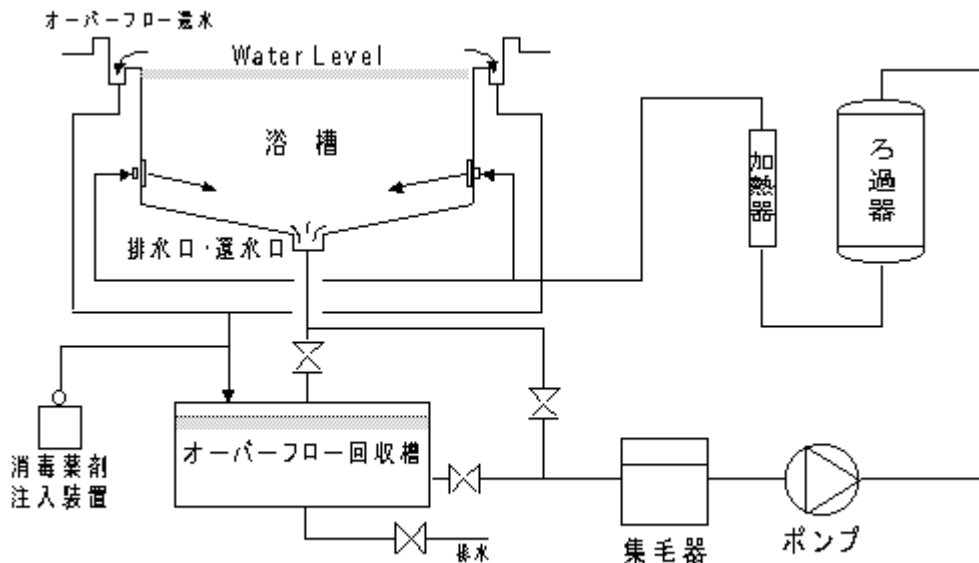 オーバーフロー還水
Water Level
浴槽
加熱器
ろ過器
排水口・還水口
オーバーフロー回収槽
消毒薬剤
注入装置
排水
集毛器
ポンプ